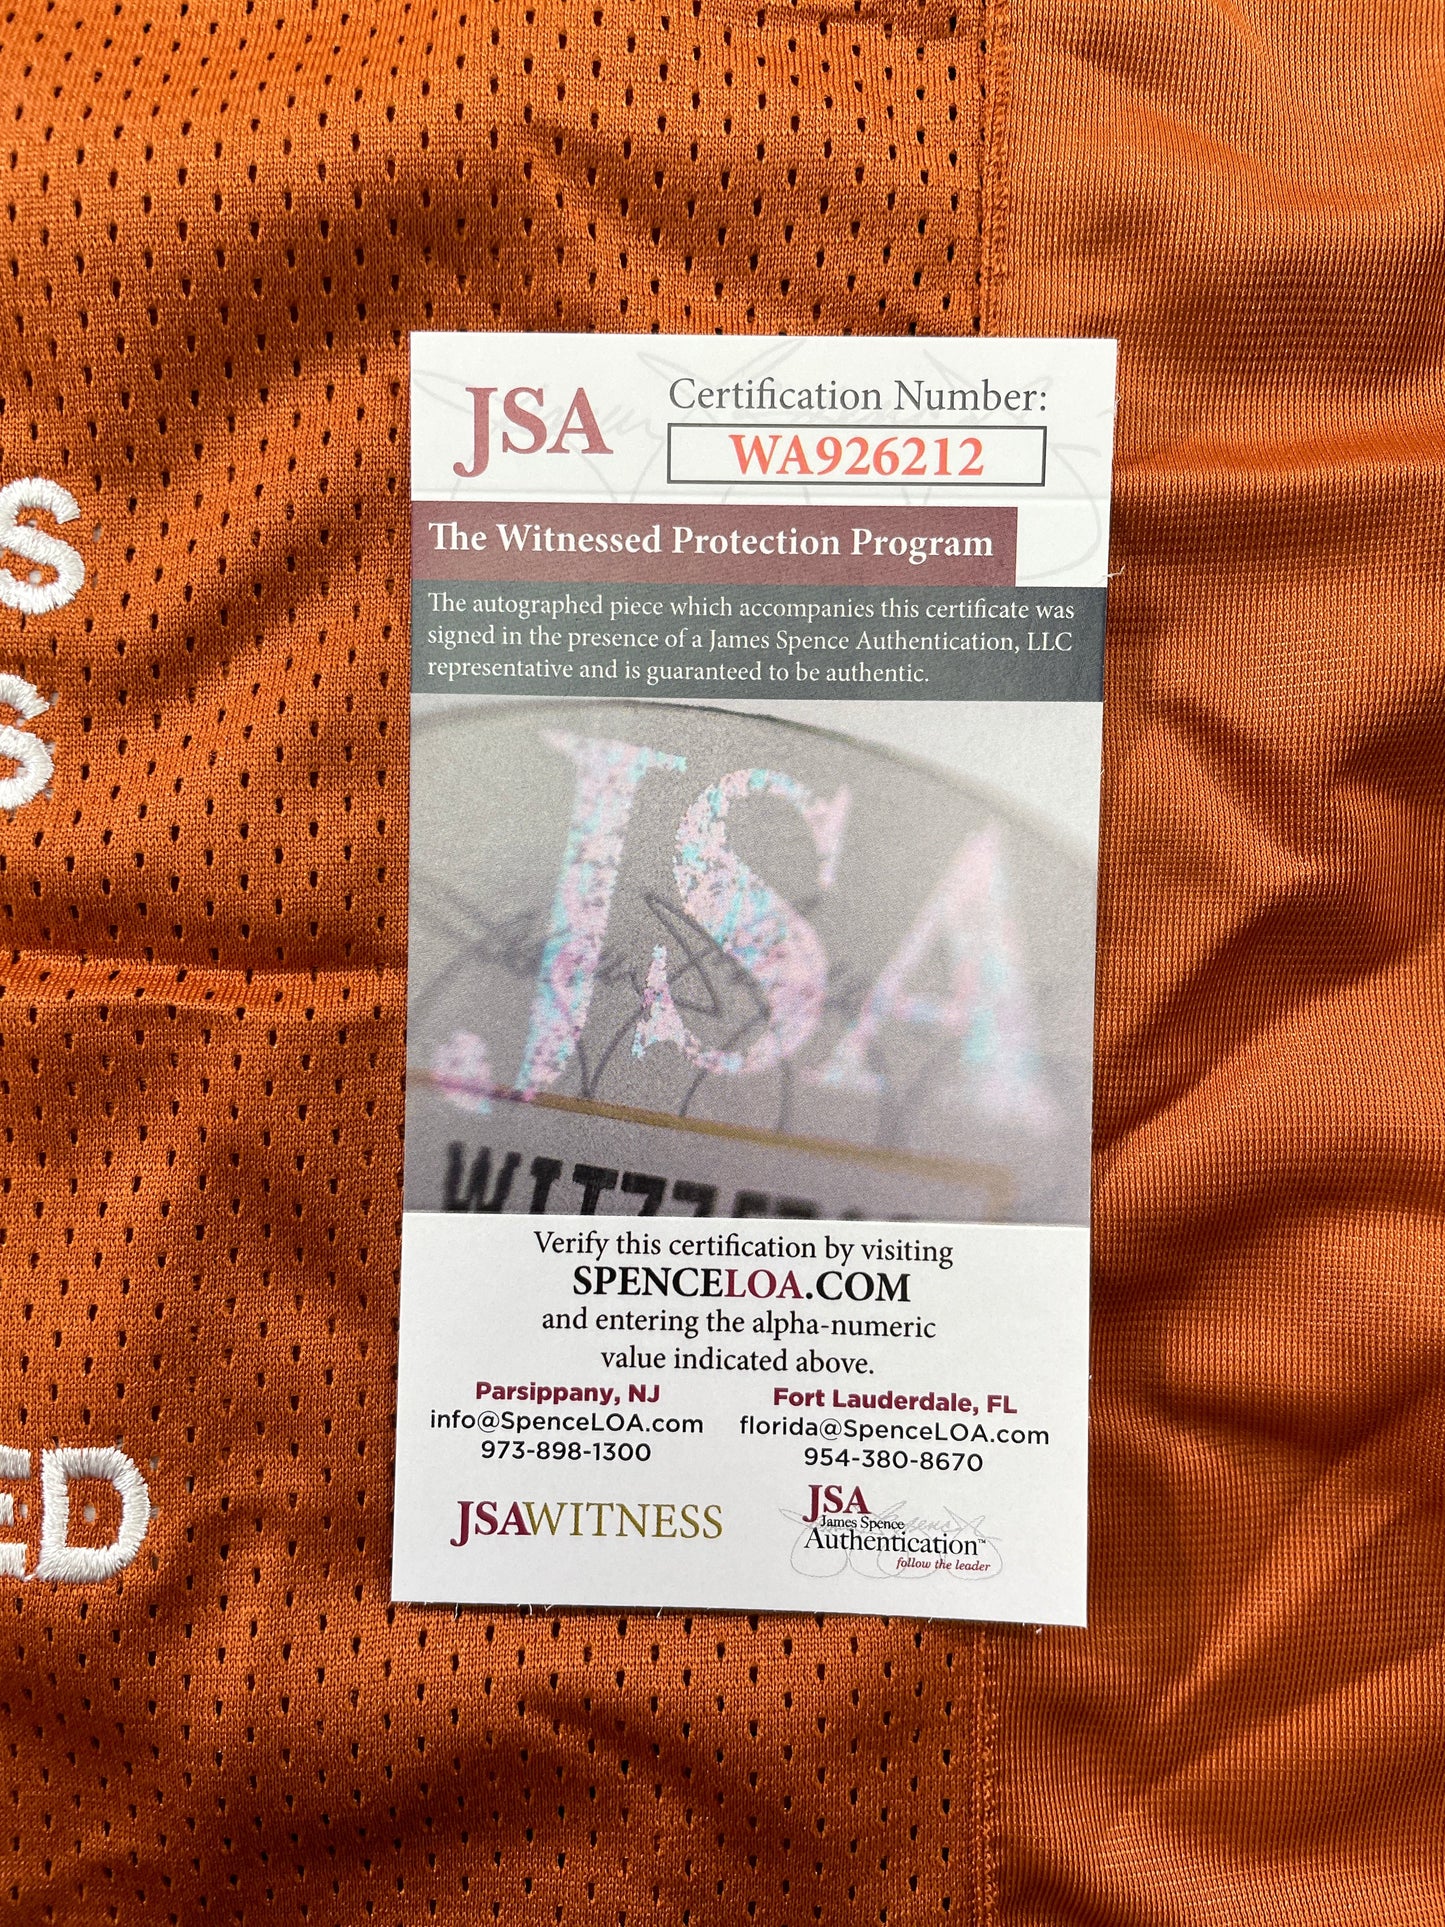 JSA
Certification Number:
WA926212
The Witnessed Protection Program
The autographed piece which accompanies this certificate was
signed in the presence of a James Spence Authentication, LLC
representative and is guaranteed to be authentic.
S
S
JSA
Verify this certification by visiting
SPENCELOA.COM
and entering the alpha-numeric
value indicated above.
Parsippany, NJ
info@SpenceLOA.com
973-898-1300
Fort Lauderdale, FL
florida@SpenceLOA.com
954-380-8670
ED
JSAWITNESS
JSA
James Spence
Authentication™
follow the leader